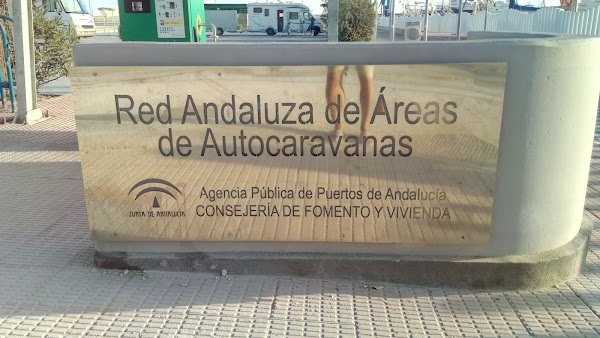 Red Andaluza de Áreas
de Autocaravanas
Agencia Pública de Puertos de Andalucía
CONSEJERÍA DE FOMENTO Y VIVIENDA
JUNTA DE ANDALUCIA